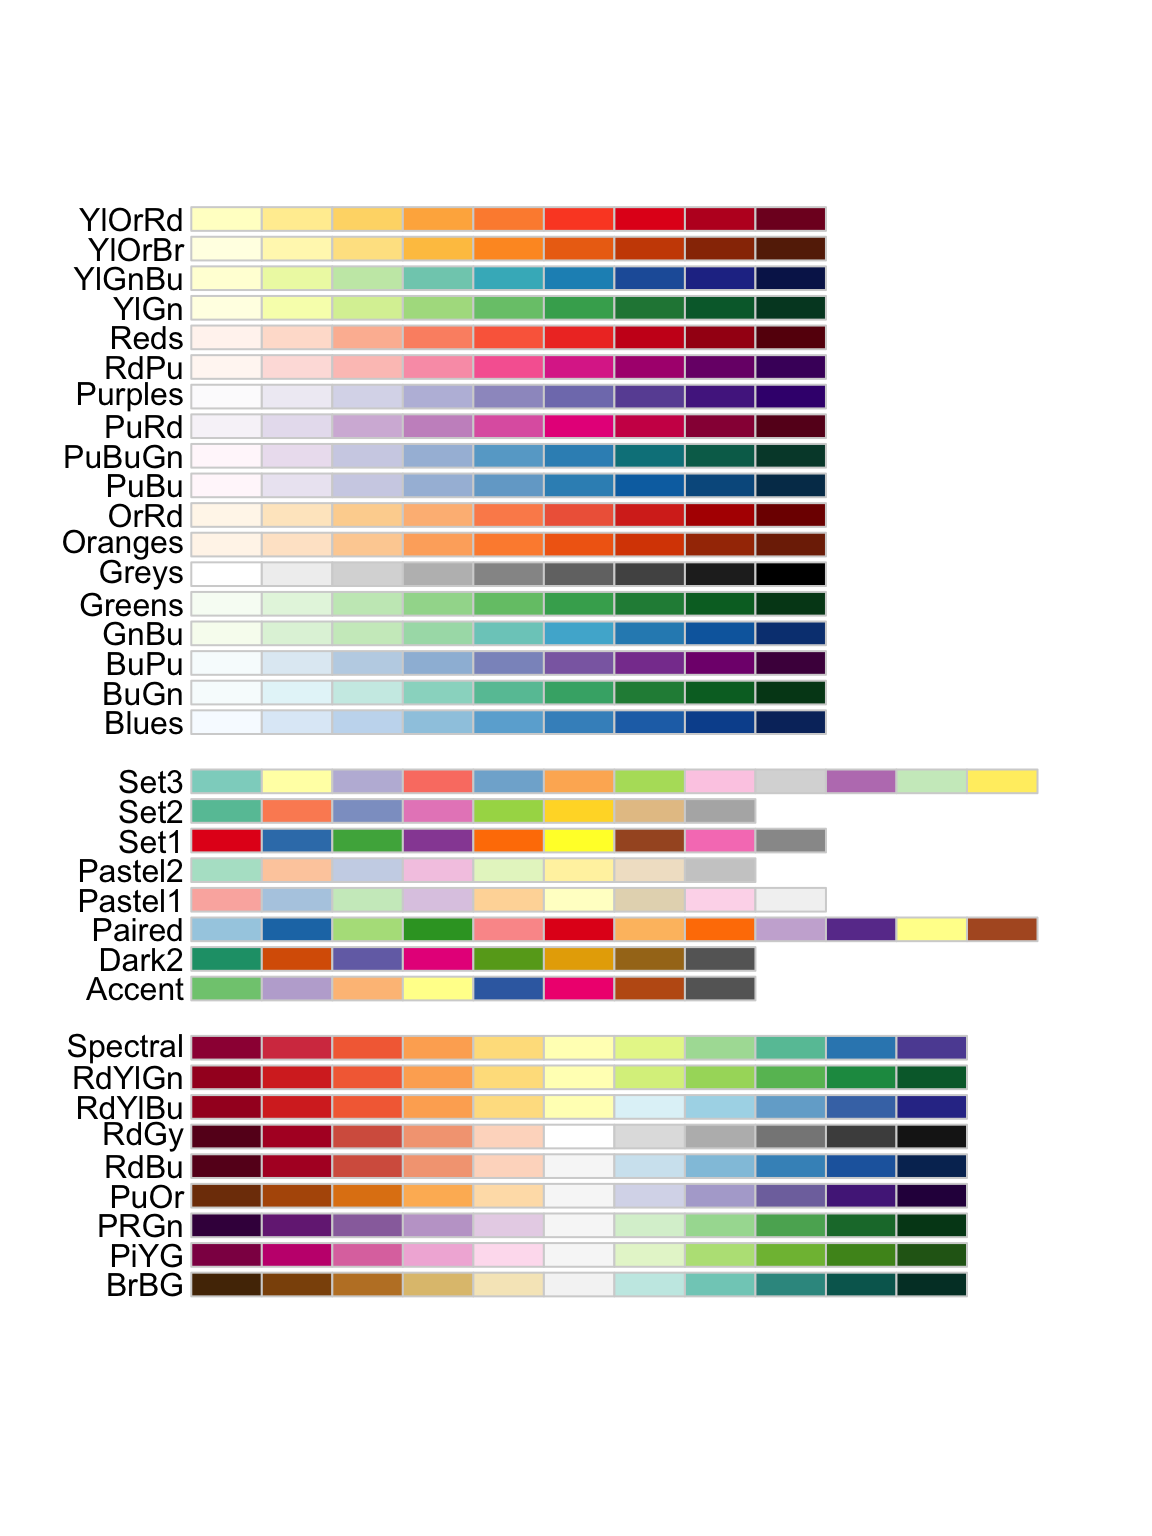 YlOrRd
YlOrBr
YlGnBu
YlGn
Reds
RdPu
Purples
PuRd
PuBuGn
PuBu
OrRd
Oranges
Greys
Greens
GnBu
BuPu
BuGn
Blues
Set3
Set2
Set1
Pastel2
Pastel1
Paired
Dark2
Accent
Spectral
RdYlGn
RdYlBu
RdGy
RdBu
PuOr
PRGn
PiYG
BrBG